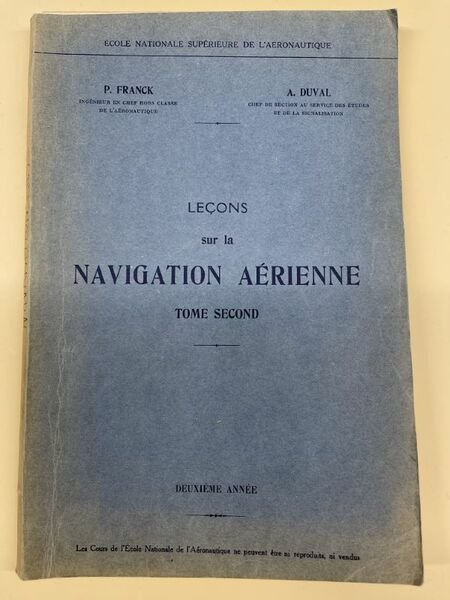 ÉCOLE NATIONALE SUPÉRIEURE DE L'AÉRONAUTIQUE
P. FRANCK
INGÉNIEUR EN CHEF HORS CLASSE
DE L'AÉRONAUTIQUE
A. DUVAL
CHEF DE SECTION AU SERVICE DES ÉTUDES
ET DE LA SIGNALISATION
LEÇONS
sur la
NAVIGATION AÉRIENNE
TOME SECOND
DEUXIÈME ANNÉE
Les Cours de l'École Nationale de l'Aéronautique ne peuvent être ni reproduits, ni vendus